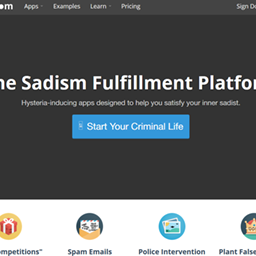 om Apps Examples Learn Pricing Sign Do
he Sadism Fulfillment Platfor
Hysteria-inducing apps designed to help you satisfy your inner sadist.
Start Your Criminal Life
ompetitions" Spam Emails Police Intervention Plant False